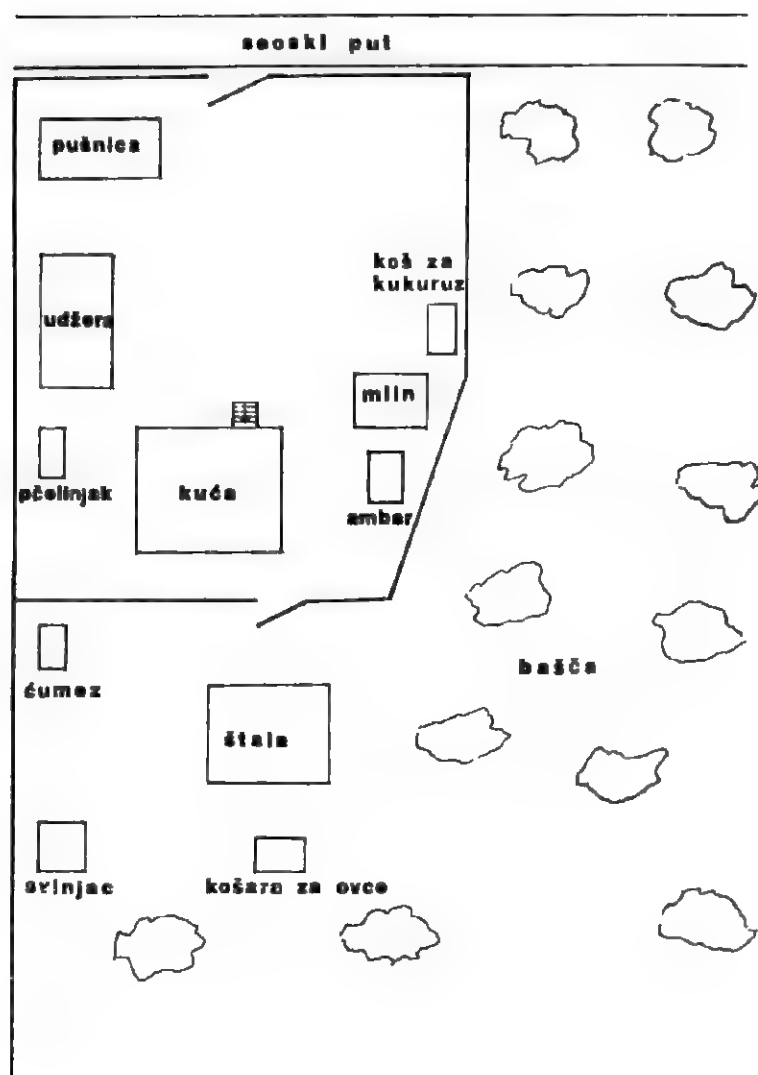 seoski put
pušnica
koš za
kukuruz
udžera
mlin
pčelinjak
kuća
ambar
ćumez
bašča
štala
svinjac
košara za ovce